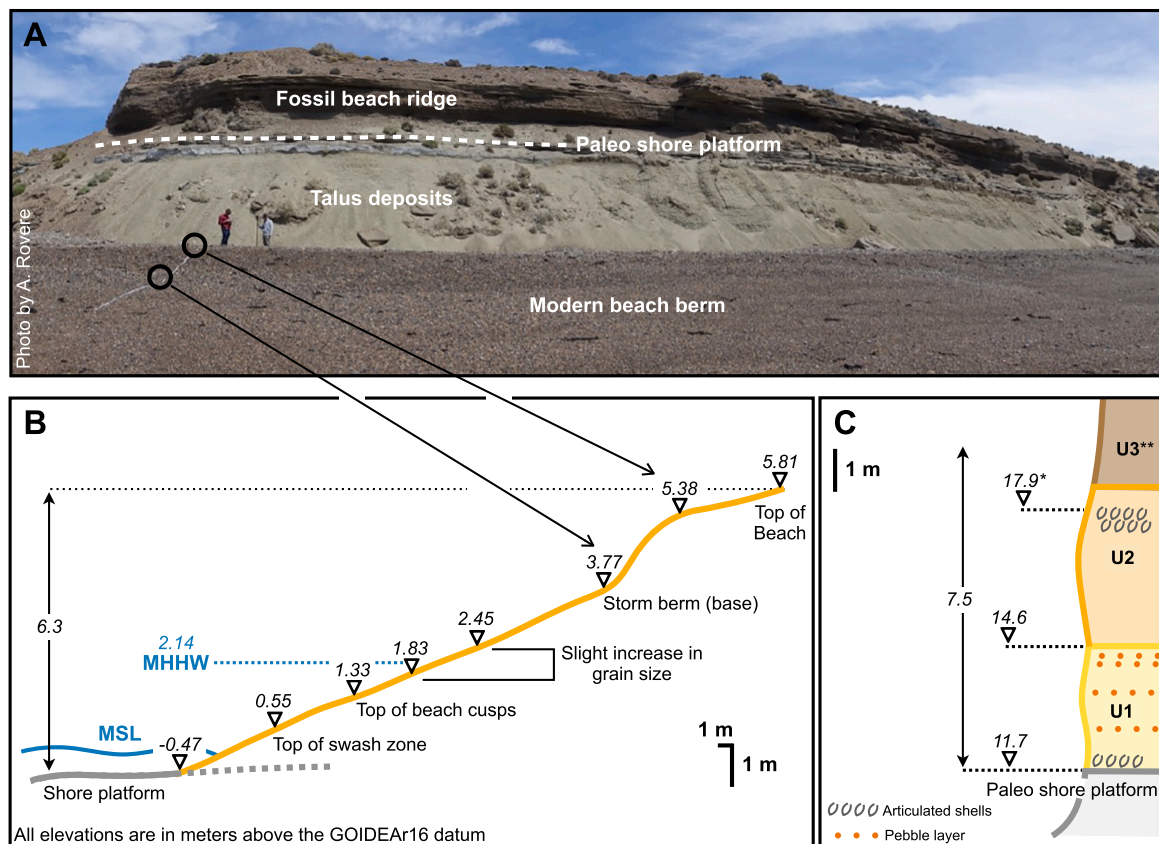 A
Fossil beach ridge
Paleo shore platform
Talus deposits
Modern beach berm
Photo by A. Rovere
B
5.81
5.38
Top of
Beach
3.77
Storm berm (base)
6.3
2.45
2.14
MHHW
1.83
Slight increase in
grain size
1.33
Top of beach cusps
0.55
MSL
-0.47
Top of swash zone
1 m
1 m
Shore platform
All elevations are in meters above the GOIDEAr16 datum
C
1 m
U3**
17.9*
U2
7.5
14.6
U1
11.7
Paleo shore platform
Articulated shells
Pebble layer